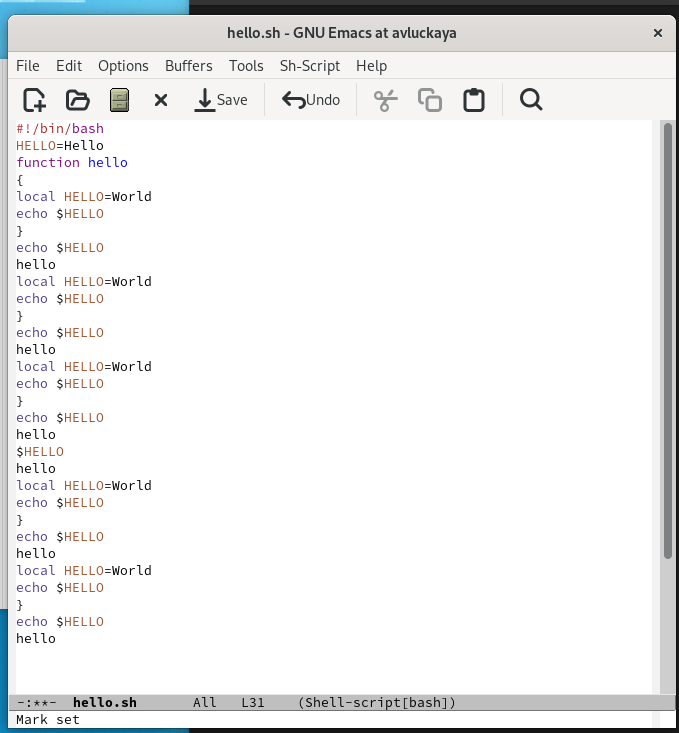 hello.sh - GNU Emacs at avluckaya ×
File Edit Options Buffers Tools Sh-Script Help
Save Undo
#!/bin/bash
HELLO=Hello
function hello
{
local HELLO=World
echo $HELLO
}
echo $HELLO
hello
local HELLO=World
echo $HELLO
}
echo $HELLO
hello
local HELLO=World
echo $HELLO
}
echo $HELLO
hello
$HELLO
hello
local HELLO=World
echo $HELLO
}
echo $HELLO
hello
local HELLO=World
echo $HELLO
}
echo $HELLO
hello
-:**- hello.sh All L31 (Shell-script[bash])
Mark set